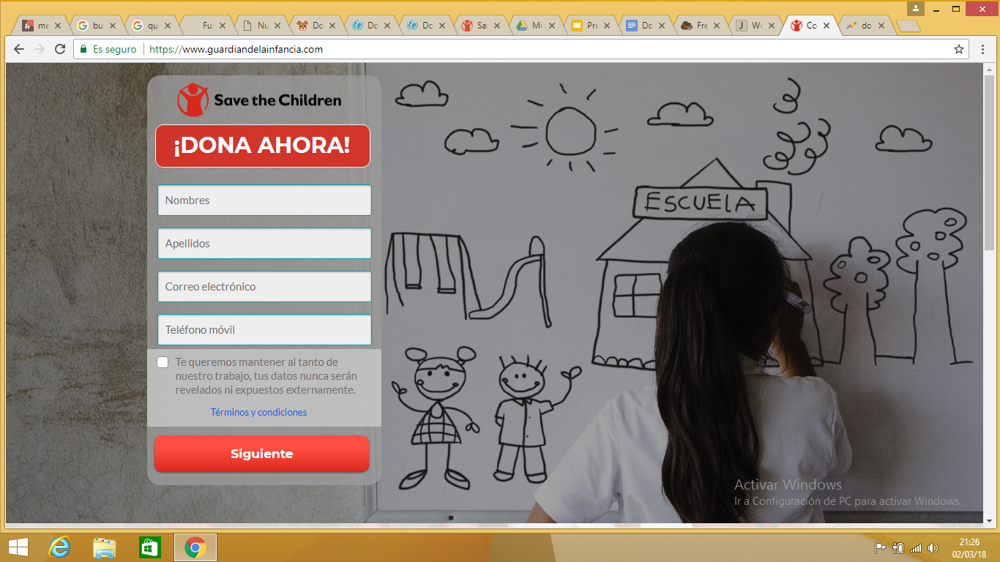 me
bu
qu
Fu
Nu
Do
Do
Do
Sa
Mi
Pre
Do
Fre
Wo
Co
do
Es seguro
https://www.guardiandelainfancia.com
Save the Children
¡DONA AHORA!
Nombres
Apellidos
Correo electrónico
Teléfono móvil
Te queremos mantener al tanto de
nuestro trabajo, tus datos nunca serán
revelados ni expuestos externamente.
Términos y condiciones
Siguiente
ESCUELA
Activar Windows
Ir a Configuración de PC para activar Windows.
21:26
02/03/18